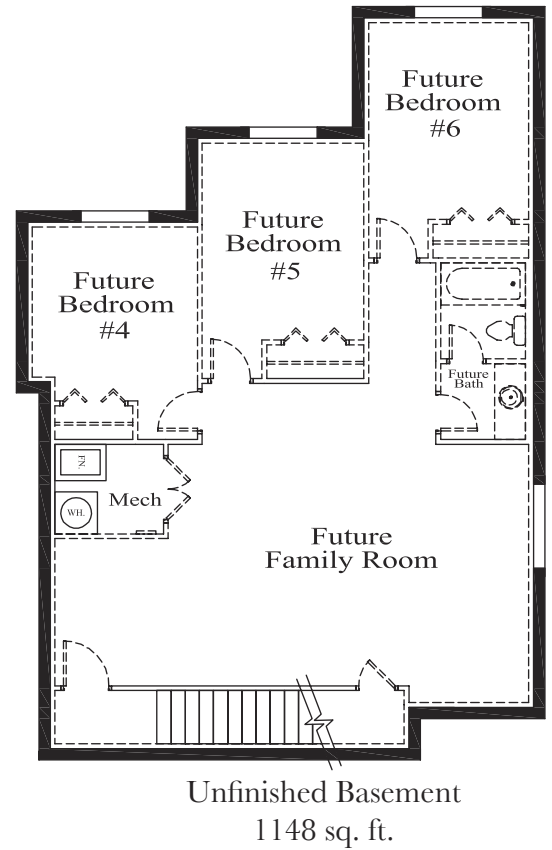 Future
Bedroom
#6
Future
Bedroom
#5
Future
Bedroom
#4
Future
Bath
FN.
Mech
WH.
Future
Family Room
Unfinished Basement
1148 sq. ft.